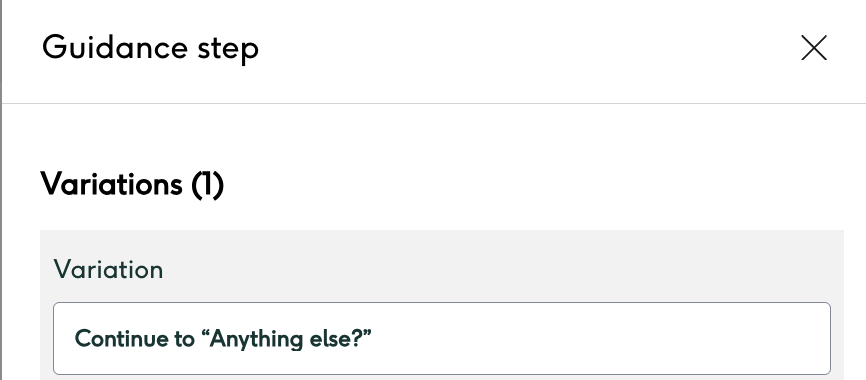 Guidance step
Variations (1)
Variation
Continue to “Anything else?”